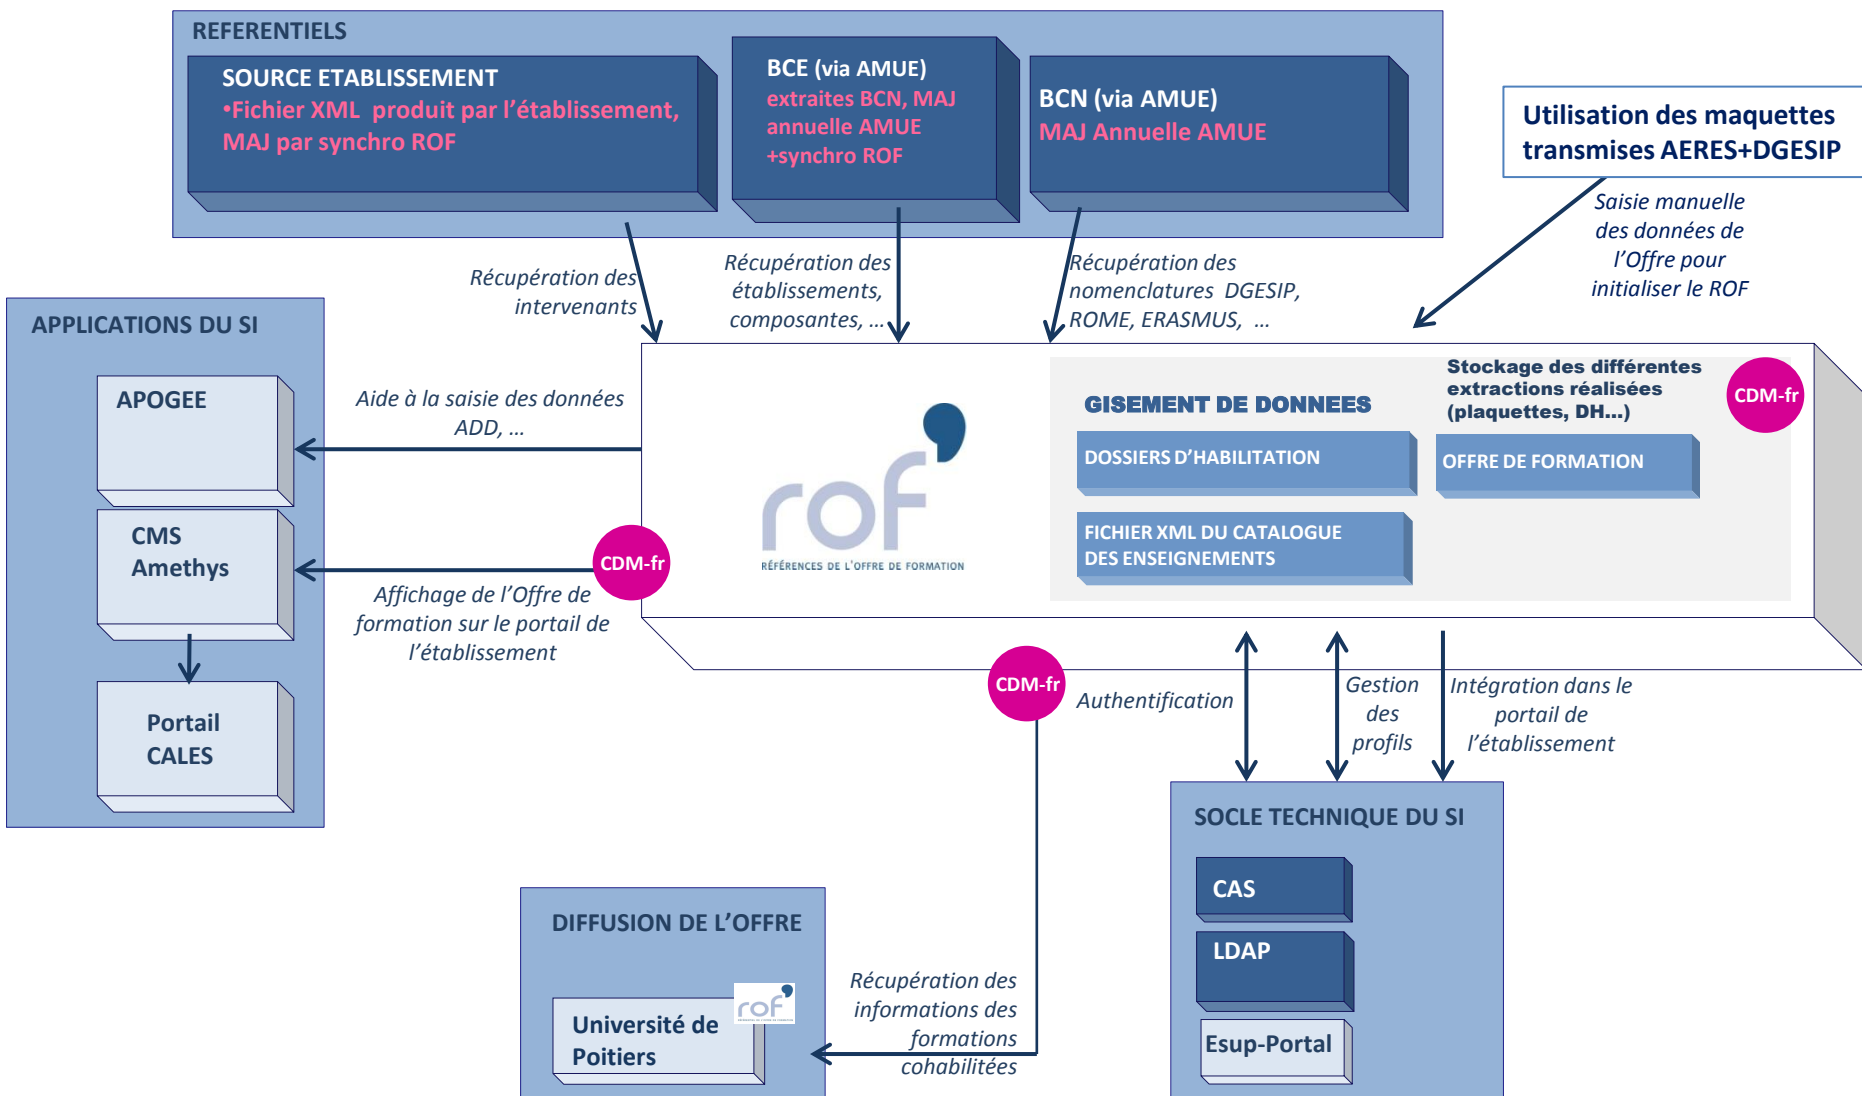 REFERENTIELS
SOURCE ETABLISSEMENT
•Fichier XML produit par l’établissement,
MAJ par synchro ROF
BCE (via AMUE)
extraites BCN, MAJ
annuelle AMUE
+synchro ROF
BCN (via AMUE)
MAJ Annuelle AMUE
Utilisation des maquettes
transmises AERES+DGESIP
Saisie manuelle
des données de
l’Offre pour
initialiser le ROF
Récupération des
intervenants
Récupération des
établissements,
composantes, …
Récupération des
nomenclatures DGESIP,
ROME, ERASMUS, …
APPLICATIONS DU SI
APOGEE
CMS
Amethys
Portail
CALES
Aide à la saisie des données
ADD, …
CDM-fr
Affichage de l’Offre de
formation sur le portail de
l’établissement
rof’
RÉFÉRENCES DE L’OFFRE DE FORMATION
GISEMENT DE DONNEES
DOSSIERS D’HABILITATION
FICHIER XML DU CATALOGUE
DES ENSEIGNEMENTS
Stockage des différentes
extractions réalisées
(plaquettes, DH…)
CDM-fr
OFFRE DE FORMATION
CDM-fr
Authentification
Gestion
des
profils
Intégration dans le
portail de
l’établissement
SOCLE TECHNIQUE DU SI
CAS
LDAP
Esup-Portal
DIFFUSION DE L’OFFRE
rof’
Université de
Poitiers
Récupération des
informations des
formations
cohabilitées